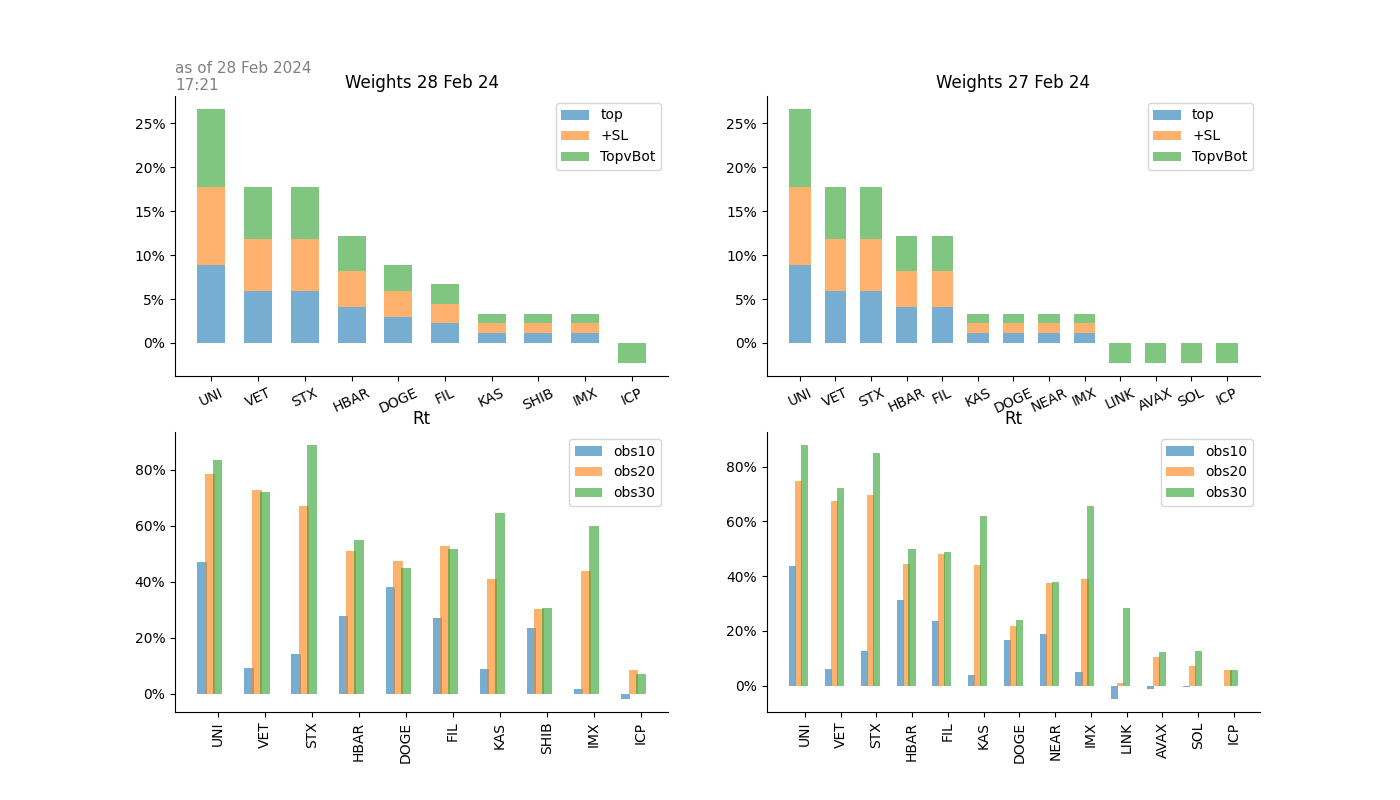 as of 28 Feb 2024
17:21
Weights 28 Feb 24
25%
20%
15%
10%
5%
0%
top
+SL
TopvBot
UNI VET STX HBAR DOGE FIL KAS SHIB IMX ICP
Weights 27 Feb 24
25%
20%
15%
10%
5%
0%
top
+SL
TopvBot
UNI VET STX HBAR FIL KAS DOGE NEAR IMX LINK AVAX SOL ICP
Rt
80%
60%
40%
20%
0%
obs10
obs20
obs30
UNI VET STX HBAR DOGE FIL KAS SHIB IMX ICP
Rt
80%
60%
40%
20%
0%
obs10
obs20
obs30
UNI VET STX HBAR FIL KAS DOGE NEAR IMX LINK AVAX SOL ICP